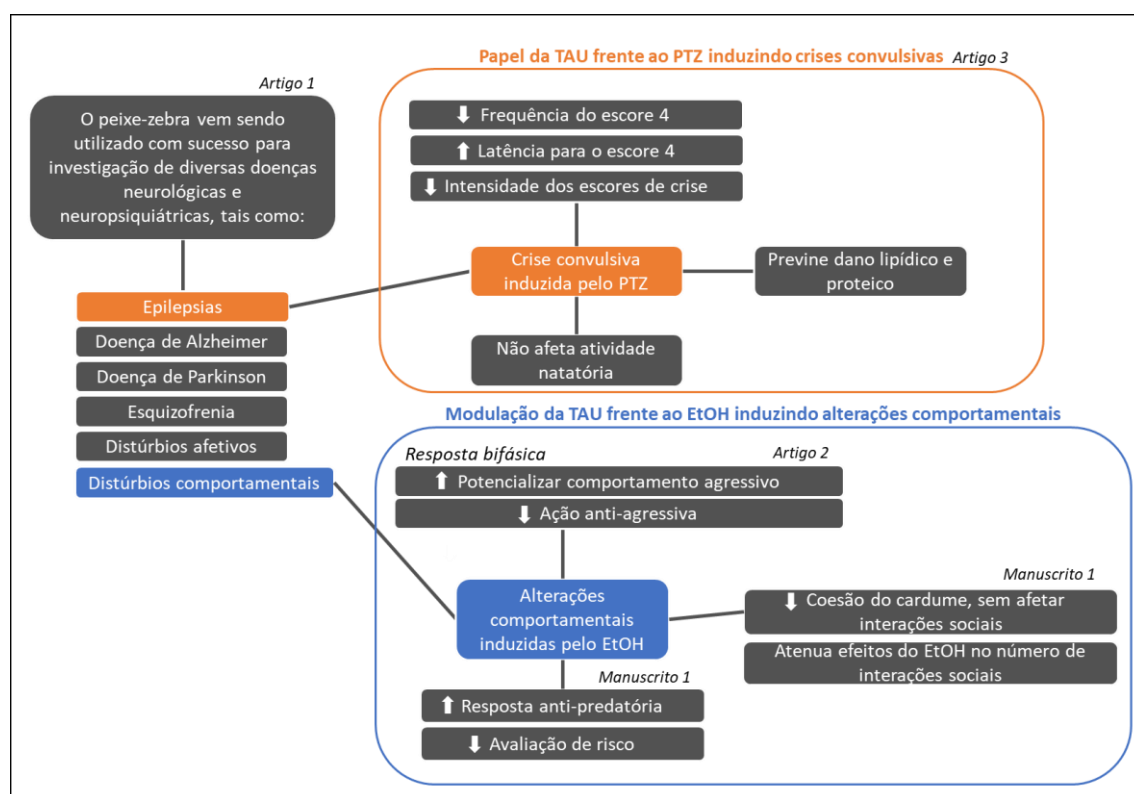 Artigo 1
O peixe-zebra vem sendo
utilizado com sucesso para
investigação de diversas doenças
neurológicas e
neuropsiquiátricas, tais como:
Epilepsias
Doença de Alzheimer
Doença de Parkinson
Esquizofrenia
Distúrbios afetivos
Distúrbios comportamentais
Papel da TAU frente ao PTZ induzindo crises convulsivas Artigo 3
⬇ Frequência do escore 4
⬆ Latência para o escore 4
⬇ Intensidade dos escores de crise
Crise convulsiva
induzida pelo PTZ
Previne dano lipídico e
proteico
Não afeta atividade
natatória
Modulação da TAU frente ao EtOH induzindo alterações comportamentais
Resposta bifásica
Artigo 2
⬆ Potencializar comportamento agressivo
⬇ Ação anti-agressiva
Alterações
comportamentais
induzidas pelo EtOH
Manuscrito 1
⬇ Coesão do cardume, sem afetar
interações sociais
Atenua efeitos do EtOH no número de
interações sociais
Manuscrito 1
⬆ Resposta anti-predatória
⬇ Avaliação de risco